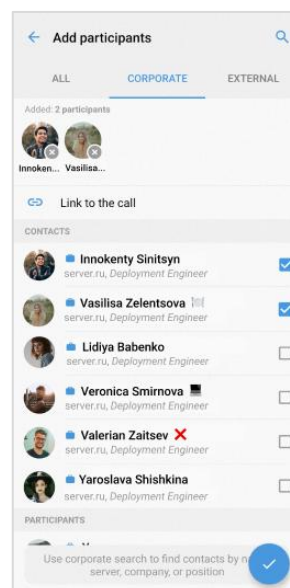 Add participants
ALL CORPORATE EXTERNAL
Added: 2 participants
Innoken... Vasilisa...
Link to the call
CONTACTS
Innokenty Sinitsyn
server.ru, Deployment Engineer
Vasilisa Zelentsova
server.ru, Deployment Engineer
Lidiya Babenko
server.ru, Deployment Engineer
Veronica Smirnova
server.ru, Deployment Engineer
Valerian Zaitsev
server.ru, Deployment Engineer
Yaroslava Shishkina
server.ru, Deployment Engineer
PARTICIPANTS
Use corporate search to find contacts by
server, company, or position